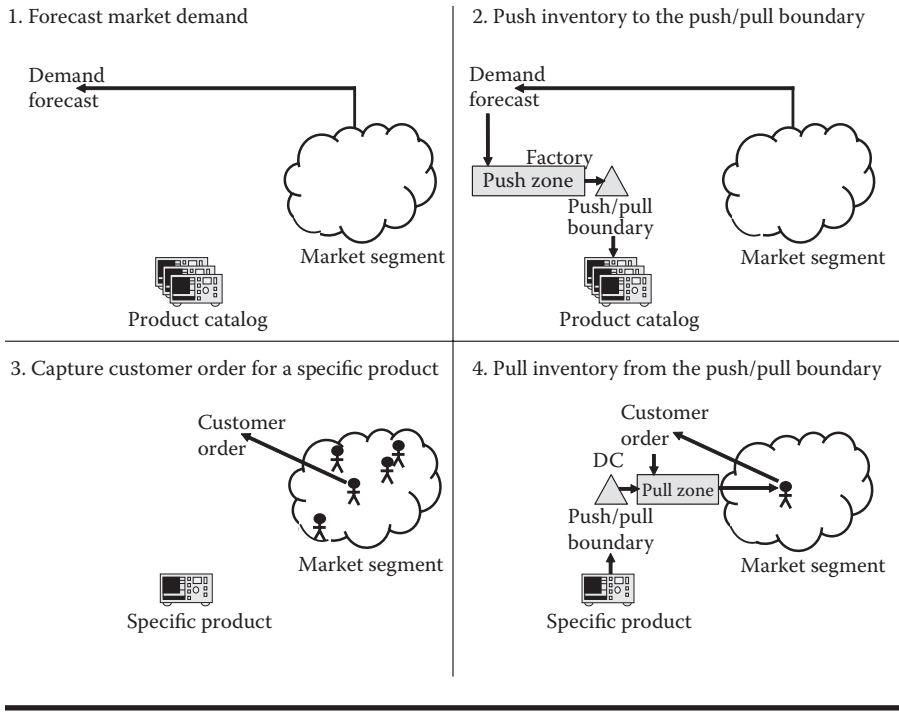 1. Forecast market demand
Demand
forecast
Market segment
Product catalog
2. Push inventory to the push/pull boundary
Demand
forecast
Factory
Push zone
Push/pull
boundary
Market segment
Product catalog
3. Capture customer order for a specific product
Customer
order
Market segment
Specific product
4. Pull inventory from the push/pull boundary
Customer
order
DC
Pull zone
Push/pull
boundary
Market segment
Specific product